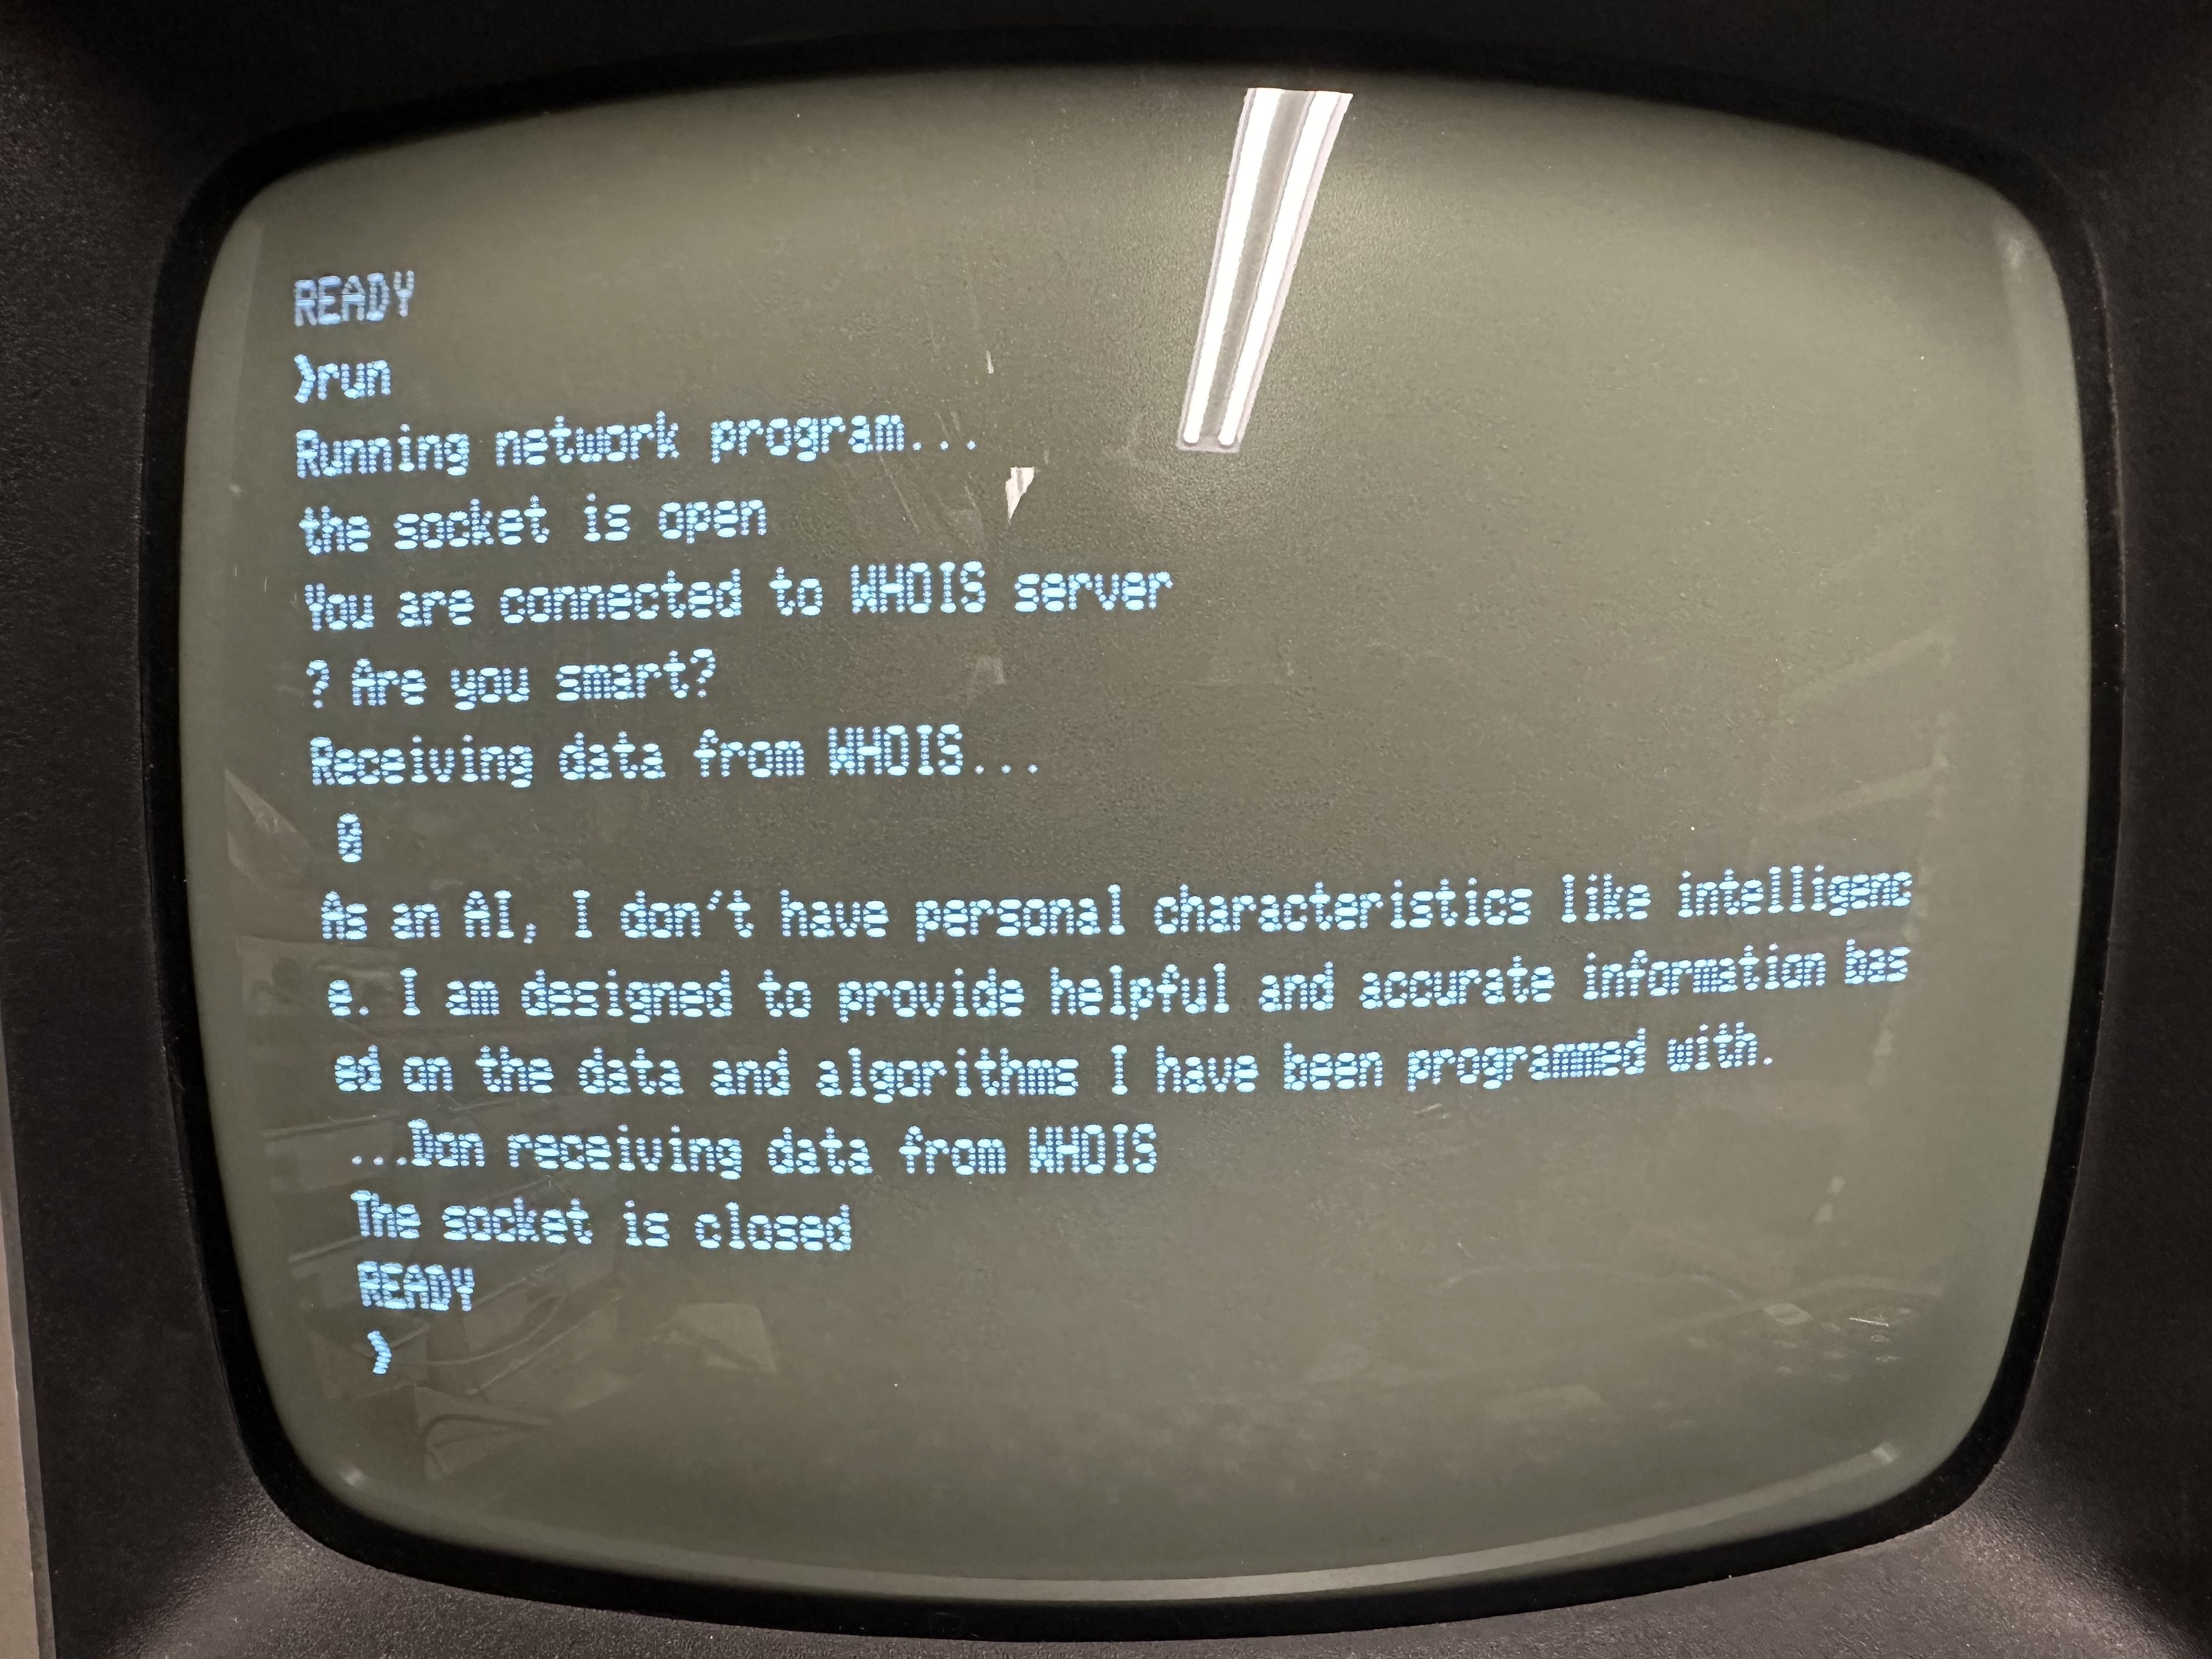 READY
>run
Running network program...
the socket is open
You are connected to WHOIS server
? Are you smart?
Receiving data from WHOIS...
0
As an AI, I don't have personal characteristics like intelligenc
e. I am designed to provide helpful and accurate information bas
ed on the data and algorithms I have been programmed with.
...Don receiving data from WHOIS
The socket is closed
READY
>